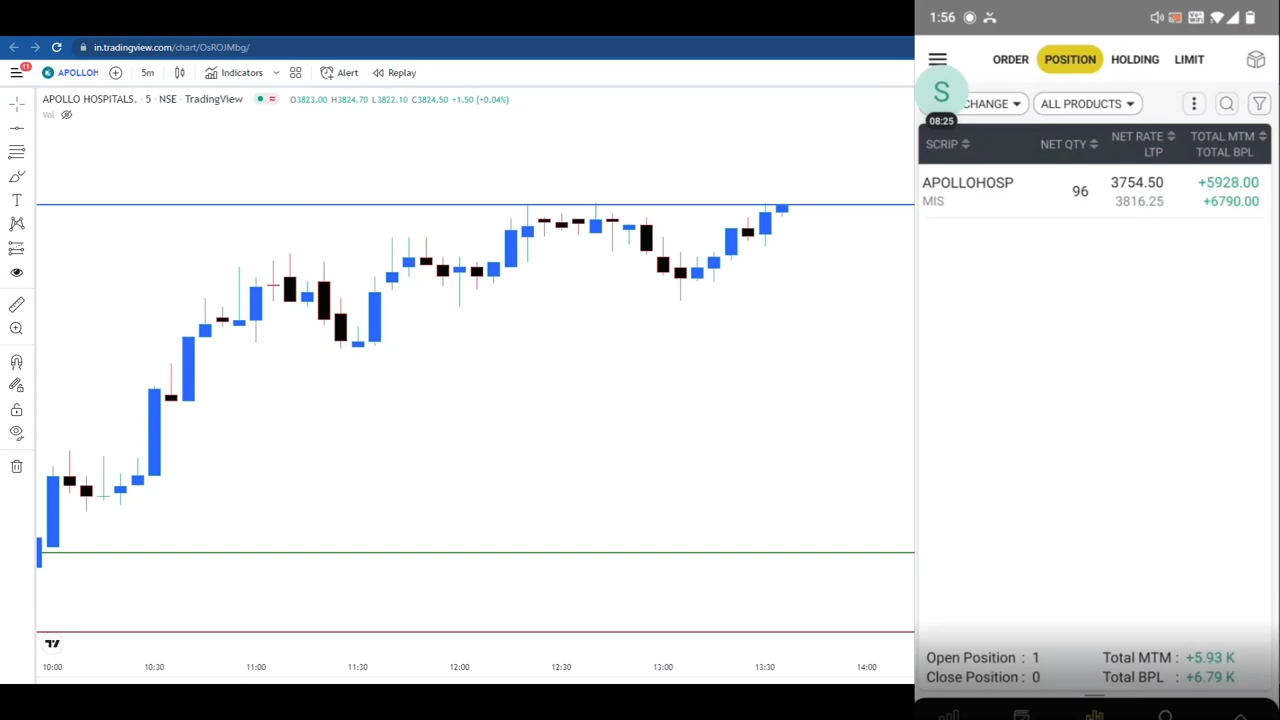 in.tradingview.com/chart/OsROJMbg/
11
APOLLOH
5m
Indicators
Alert
Replay
APOLLO HOSPITALS. · 5 · NSE · TradingView
O3823.00 H3824.70 L3822.10 C3824.50 +1.50 (+0.04%)
Vol
10:00 10:30 11:00 11:30 12:00 12:30 13:00 13:30 14:00
1:56
ORDER POSITION HOLDING LIMIT
S
08:25
CHANGE
ALL PRODUCTS
SCRIP NET QTY NET RATE TOTAL MTM
LTP TOTAL BPL
APOLLOHOSP 96 3754.50 +5928.00
MIS 3816.25 +6790.00
Open Position : 1 Total MTM : +5.93 K
Close Position : 0 Total BPL : +6.79 K